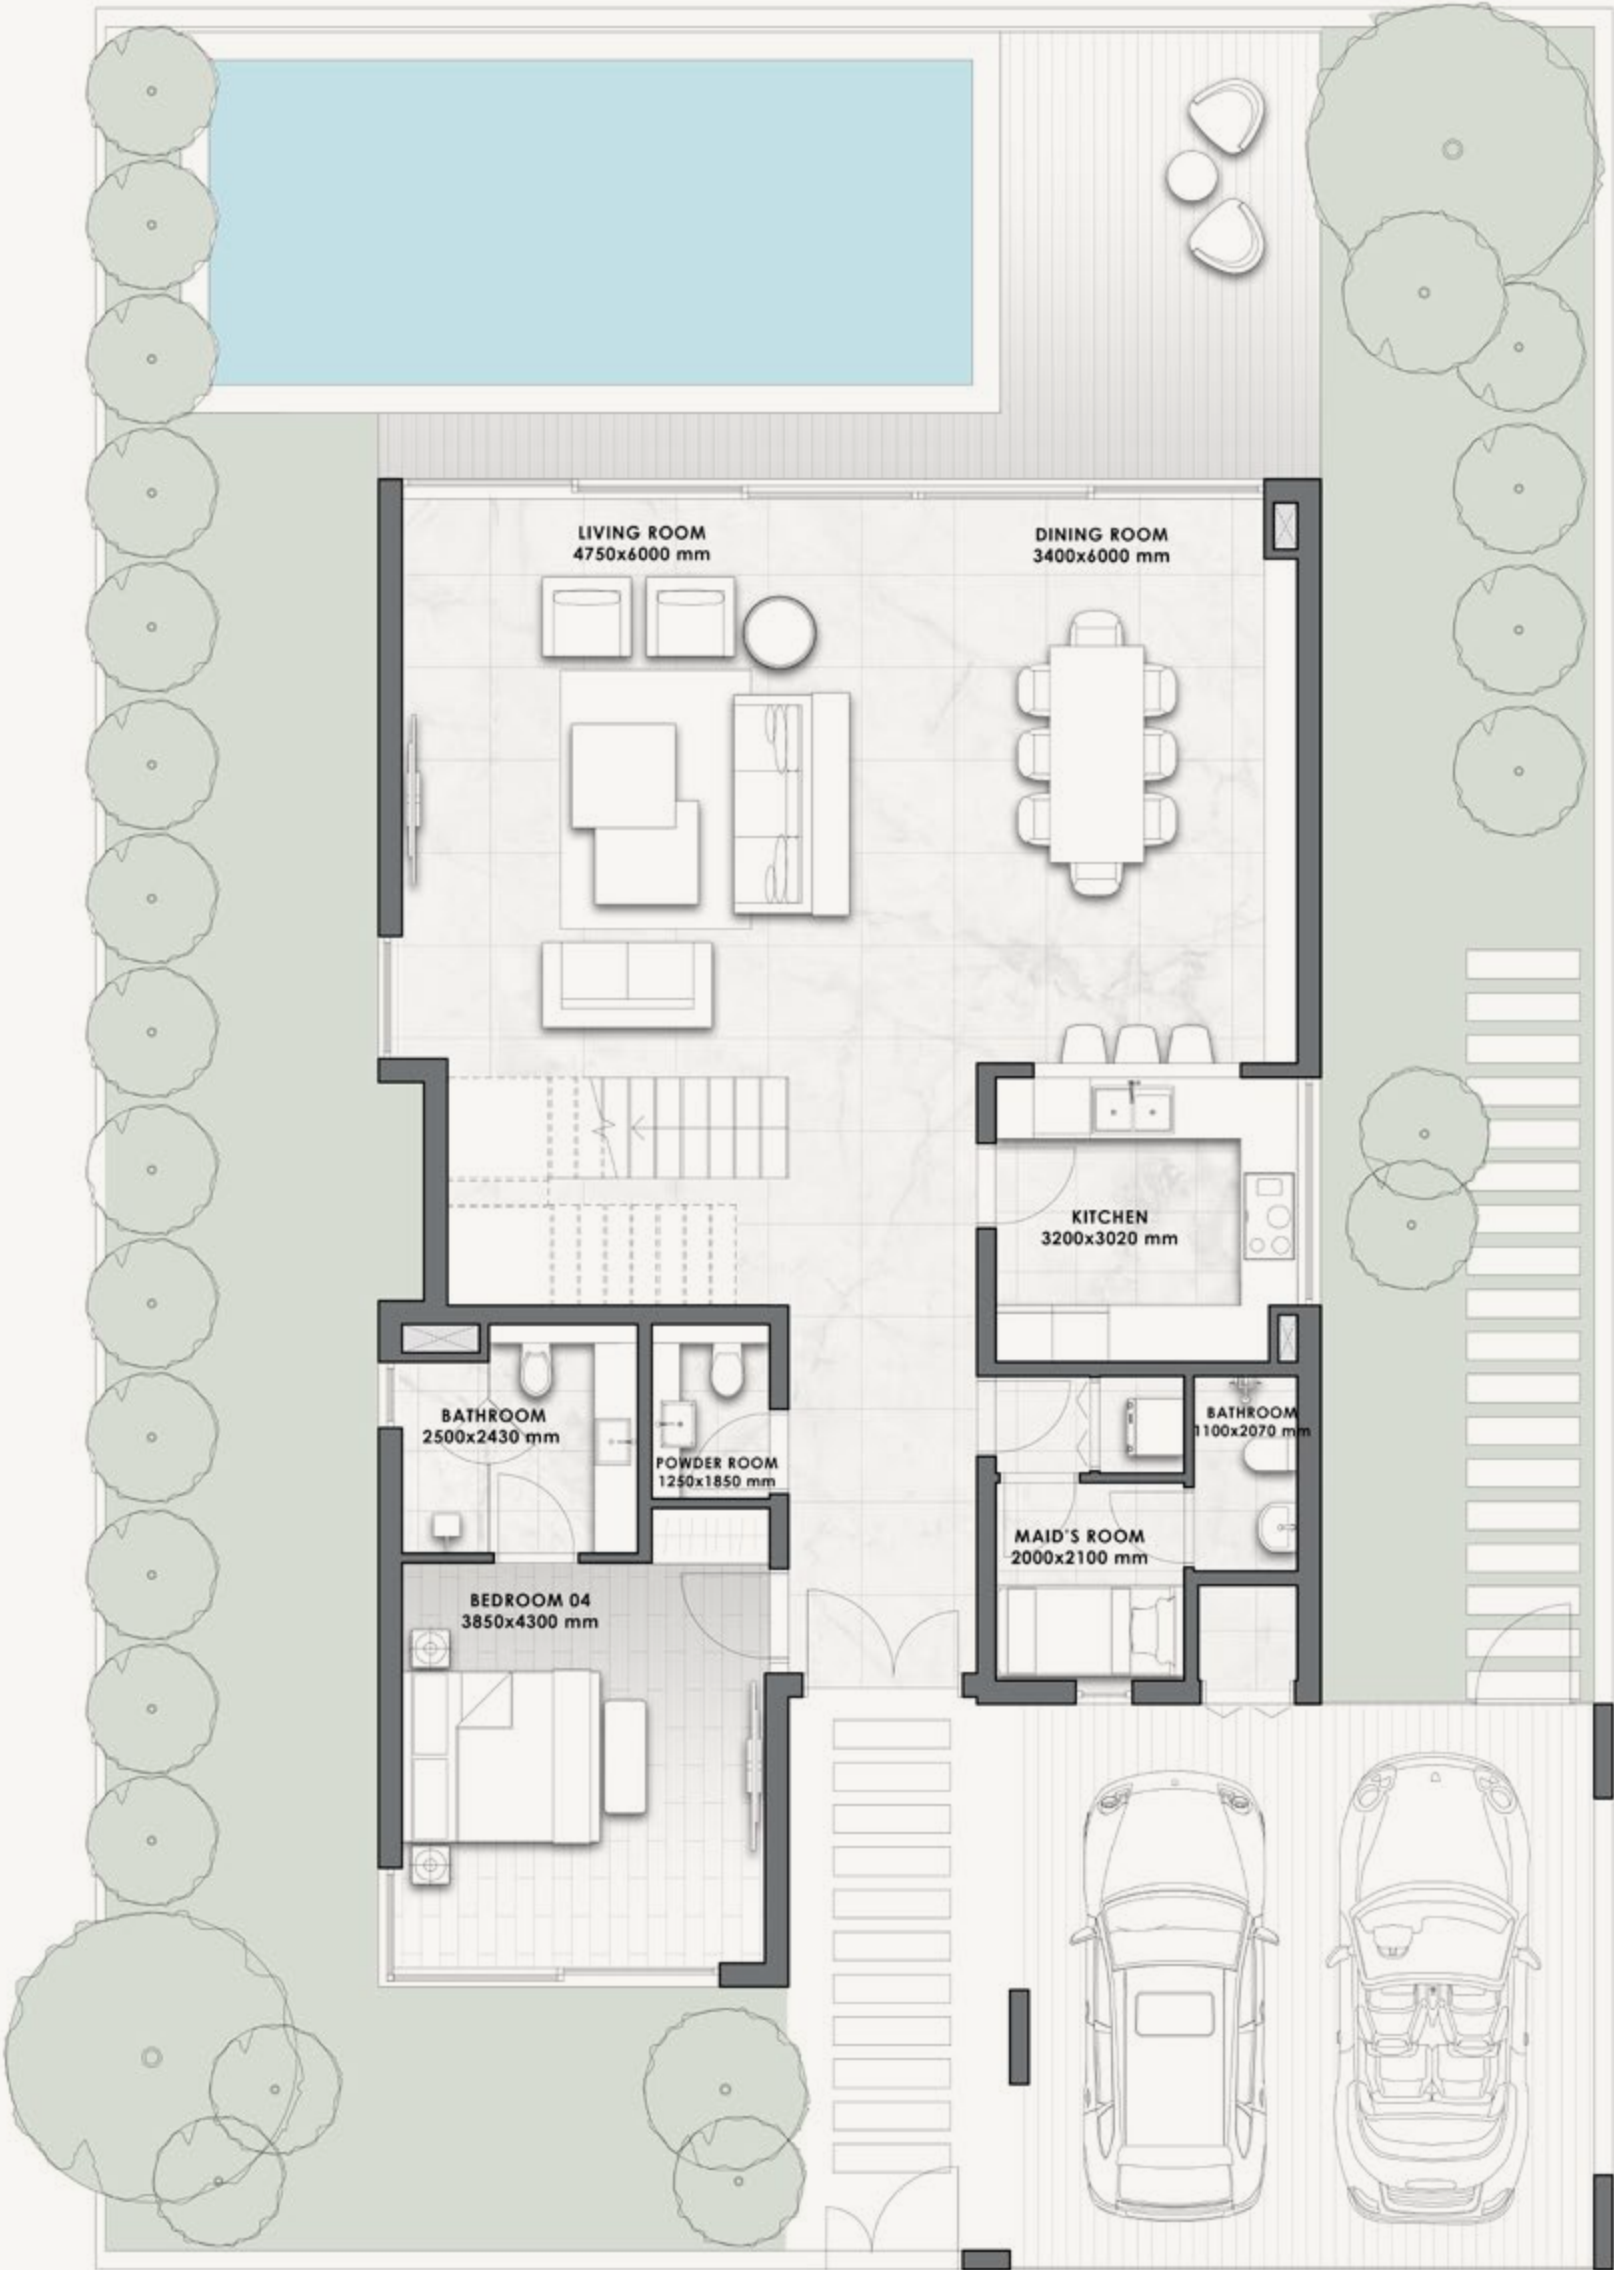 LIVING ROOM
4750x6000 mm
DINING ROOM
3400x6000 mm
KITCHEN
3200x3020 mm
BATHROOM
2500x2430 mm
POWDER ROOM
1250x1850 mm
BATHROOM
1100x2070 mm
MAID'S ROOM
2000x2100 mm
BEDROOM 04
3850x4300 mm